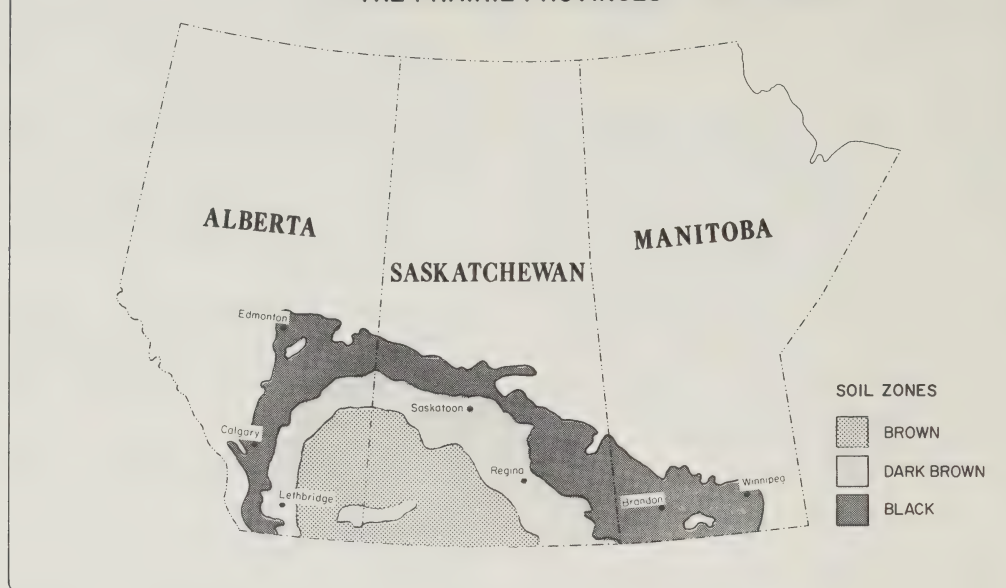 THE PRAIRIE PROVINCES
ALBERTA
SASKATCHEWAN
MANITOBA
Edmonton
Calgary
Lethbridge
Saskatoon
Regina
Brandon
Winnipeg
SOIL ZONES
BROWN
DARK BROWN
BLACK